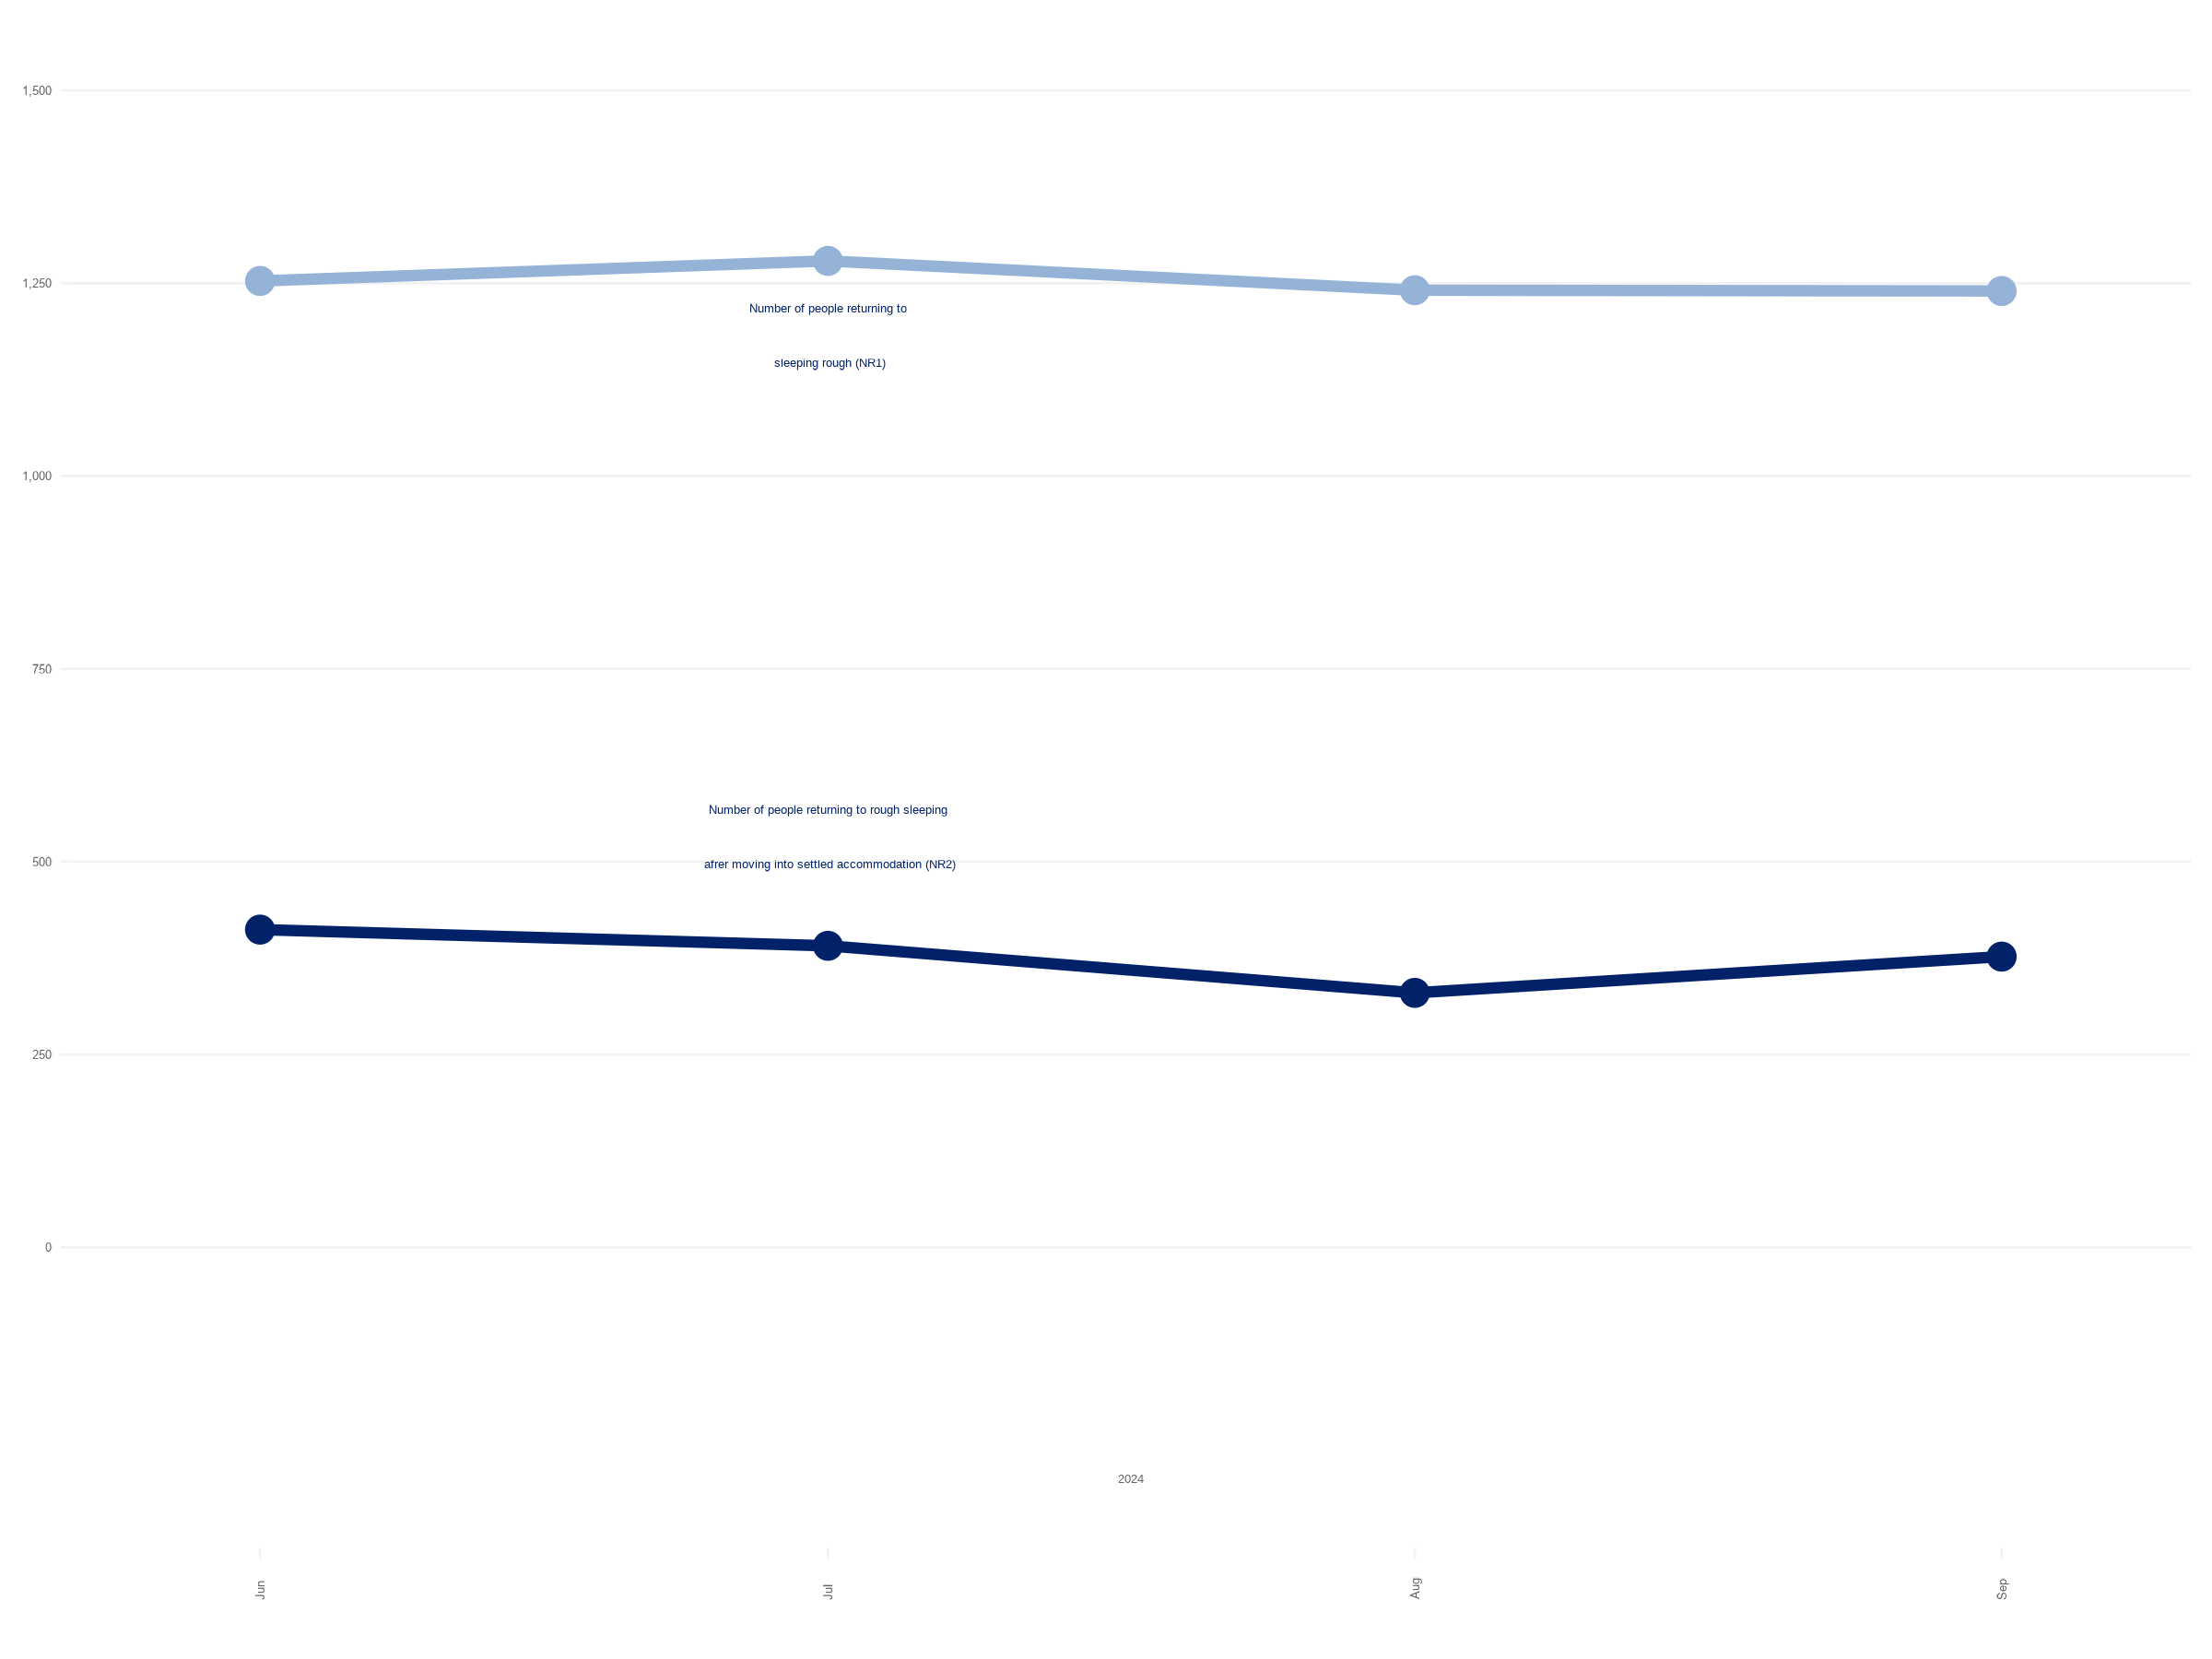 1,500
1,250
Number of people returning to
sleeping rough (NR1)
1,000
750
Number of people returning to rough sleeping
500
afrer moving into settled accommodation (NR2)
250
0
2024
Jun
Jul
Aug
Sep